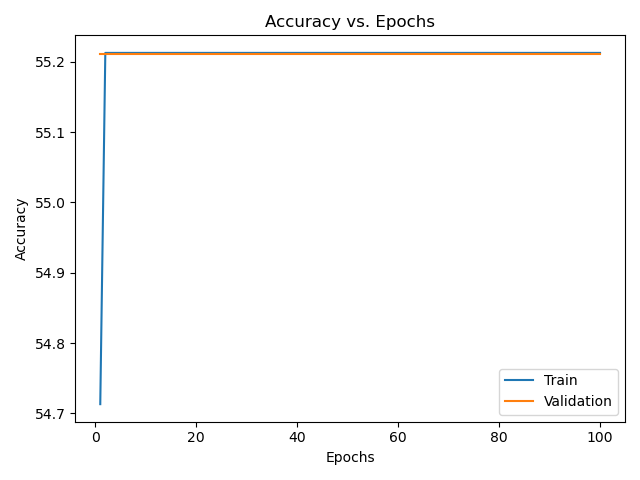 Accuracy vs. Epochs
55.2
55.1
55.0
54.9
54.8
54.7
Accuracy
0 20 40 60 80 100
Epochs
Train
Validation